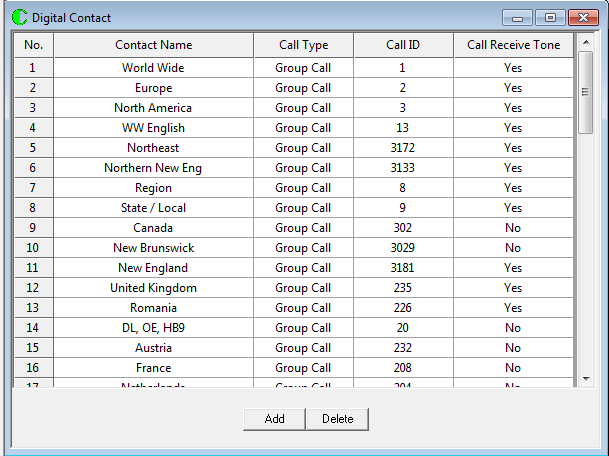 Digital Contact
No. Contact Name Call Type Call ID Call Receive Tone
1 World Wide Group Call 1 Yes
2 Europe Group Call 2 Yes
3 North America Group Call 3 Yes
4 WW English Group Call 13 Yes
5 Northeast Group Call 3172 Yes
6 Northern New Eng Group Call 3133 Yes
7 Region Group Call 8 Yes
8 State / Local Group Call 9 Yes
9 Canada Group Call 302 No
10 New Brunswick Group Call 3029 No
11 New England Group Call 3181 Yes
12 United Kingdom Group Call 235 Yes
13 Romania Group Call 226 Yes
14 DL, OE, HB9 Group Call 20 No
15 Austria Group Call 232 No
16 France Group Call 208 No
17 Netherlands Group Call 204 No
Add Delete